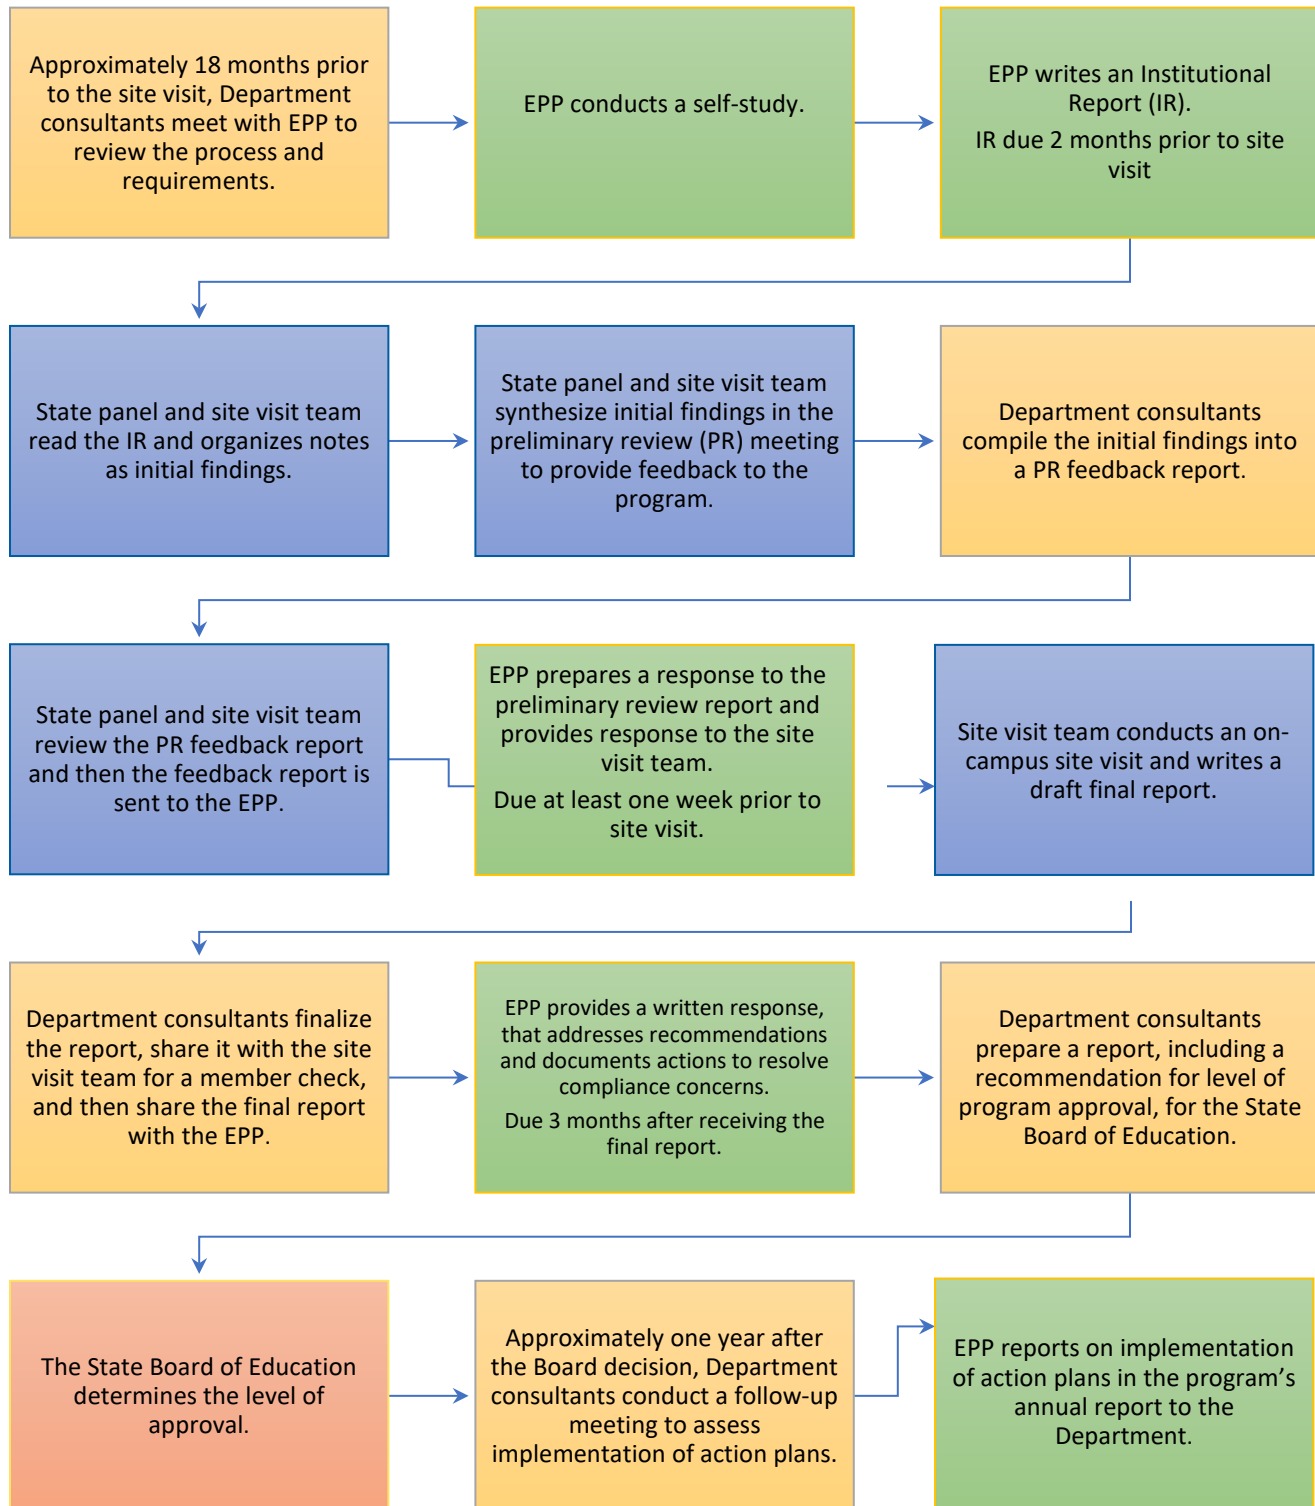 Approximately 18 months prior
to the site visit, Department
consultants meet with EPP to
review the process and
requirements.
EPP conducts a self-study.
EPP writes an Institutional
Report (IR).
IR due 2 months prior to site
visit
State panel and site visit team
read the IR and organizes notes
as initial findings.
State panel and site visit team
synthesize initial findings in the
preliminary review (PR) meeting
to provide feedback to the
program.
Department consultants
compile the initial findings into
a PR feedback report.
State panel and site visit team
review the PR feedback report
and then the feedback report is
sent to the EPP.
EPP prepares a response to the
preliminary review report and
provides response to the site
visit team.
Due at least one week prior to
site visit.
Site visit team conducts an on-
campus site visit and writes a
draft final report.
Department consultants finalize
the report, share it with the site
visit team for a member check,
and then share the final report
with the EPP.
EPP provides a written response,
that addresses recommendations
and documents actions to resolve
compliance concerns.
Due 3 months after receiving the
final report.
Department consultants
prepare a report, including a
recommendation for level of
program approval, for the State
Board of Education.
The State Board of Education
determines the level of
approval.
Approximately one year after
the Board decision, Department
consultants conduct a follow-up
meeting to assess
implementation of action plans.
EPP reports on implementation
of action plans in the program's
annual report to the
Department.